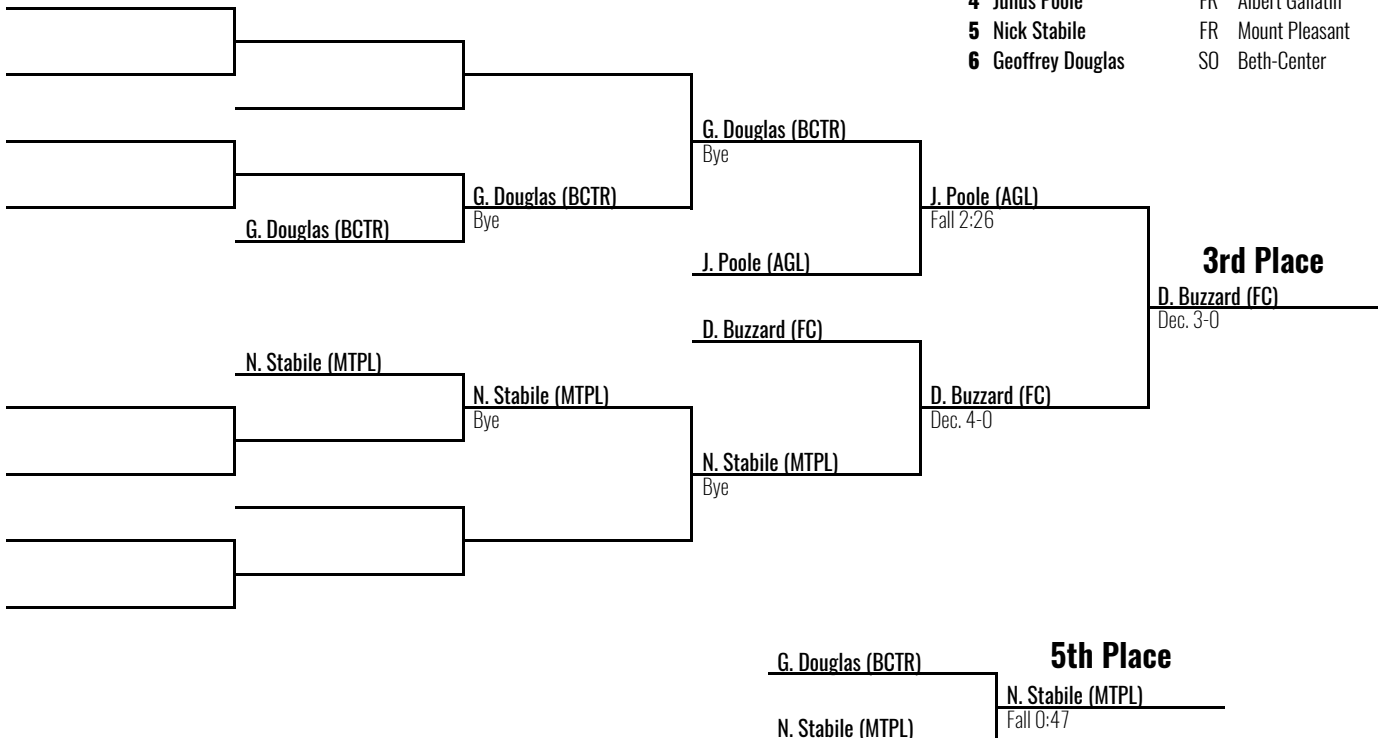 4 Julius Poole FR Albert Gallatin
5 Nick Stabile FR Mount Pleasant
6 Geoffrey Douglas SO Beth-Center
G. Douglas (BCTR)
Bye
G. Douglas (BCTR)
Bye
J. Poole (AGL)
Fall 2:26
G. Douglas (BCTR)
J. Poole (AGL)
3rd Place
D. Buzzard (FC)
Dec. 3-0
D. Buzzard (FC)
N. Stabile (MTPL)
N. Stabile (MTPL)
Bye
D. Buzzard (FC)
Dec. 4-0
N. Stabile (MTPL)
Bye
5th Place
G. Douglas (BCTR)
N. Stabile (MTPL)
Fall 0:47
N. Stabile (MTPL)